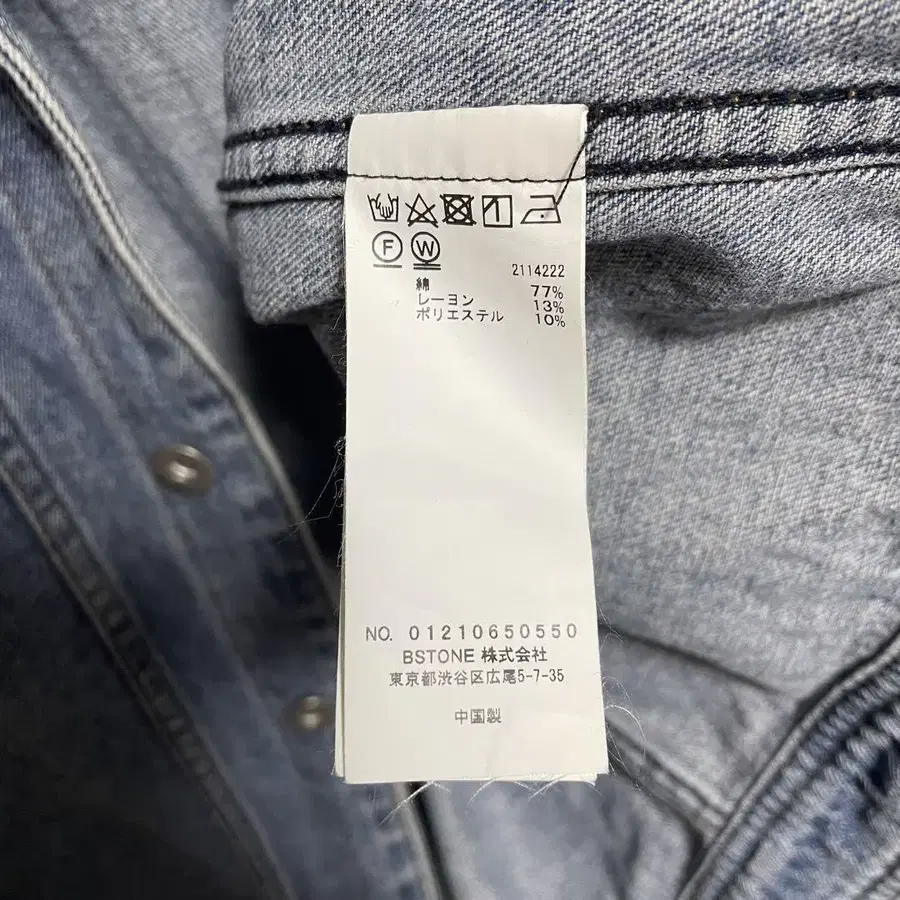 F W
2114222
綿 77%
レーヨン 13%
ポリエステル 10%
NO. 01210650550
BSTONE 株式会社
東京都渋谷区広尾5-7-35
中国製